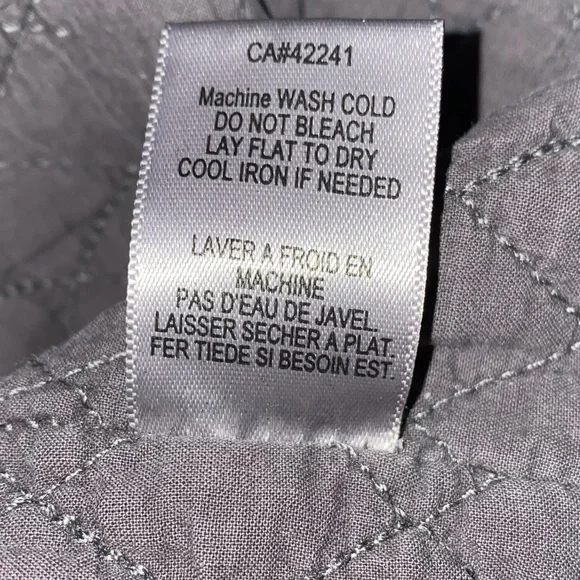 CA#42241
Machine WASH COLD
DO NOT BLEACH
LAY FLAT TO DRY
COOL IRON IF NEEDED
LAVER A FROID EN
MACHINE
PAS D'EAU DE JAVEL.
LAISSER SECHER A PLAT.
FER TIEDE SI BESOIN EST.